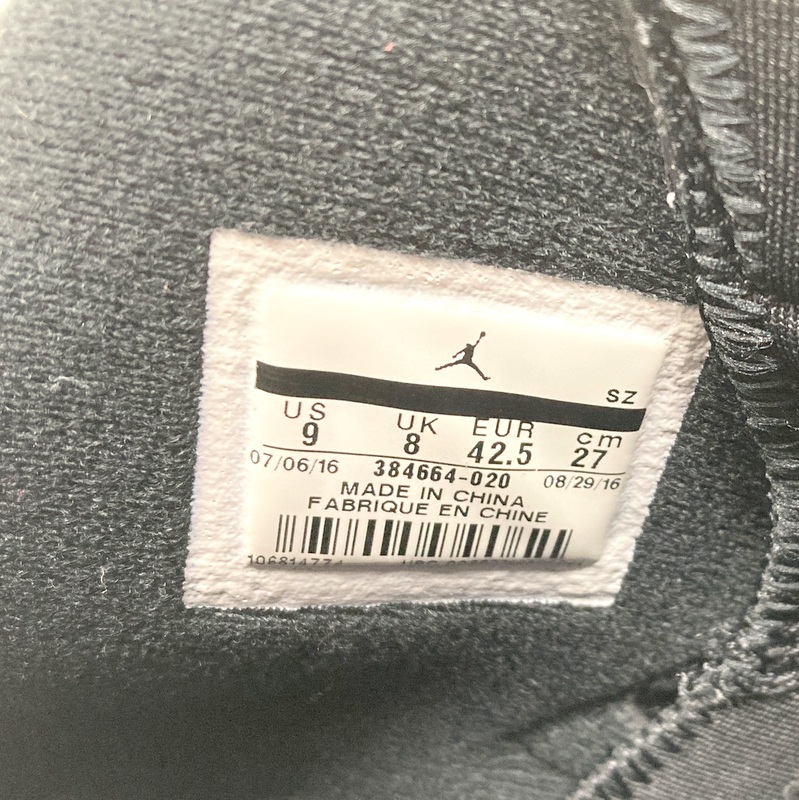 SZ
US UK EUR cm
9 8 42.5 27
07/06/16 384664-020 08/29/16
MADE IN CHINA
FABRIQUE EN CHINE